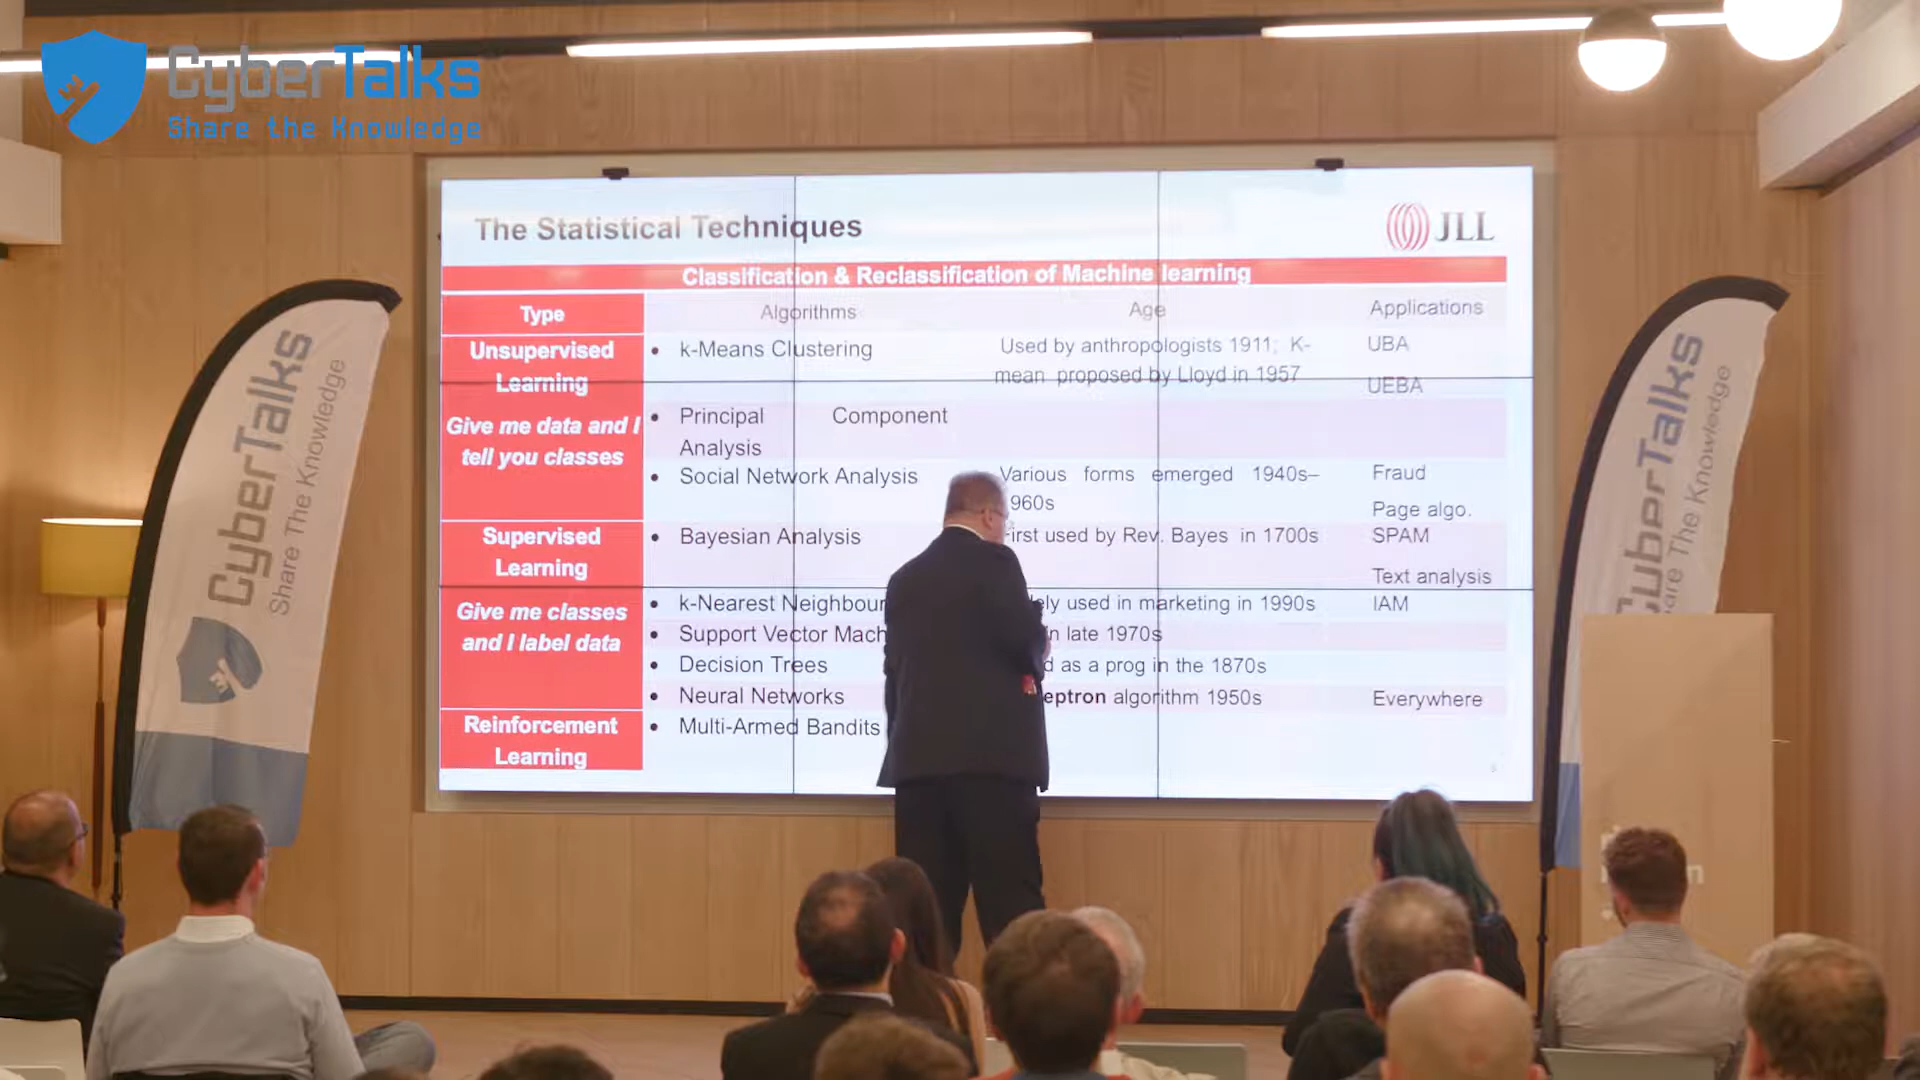 CyberTalks
Share the Knowledge
The Statistical Techniques
JLL
Classification & Reclassification of Machine learning
Type
Algorithms
Age
Applications
Unsupervised
Learning
Give me data and I
tell you classes
• k-Means Clustering
Used by anthropologists 1911; K-
mean proposed by Lloyd in 1957
UBA
UEBA
• Principal Component
Analysis
• Social Network Analysis
Various forms emerged 1940s–
960s
Fraud
Page algo.
Supervised
Learning
Give me classes
and I label data
• Bayesian Analysis
First used by Rev. Bayes in 1700s
SPAM
Text analysis
• k-Nearest Neighbour
used in marketing in 1990s
IAM
• Support Vector Mach
in late 1970s
• Decision Trees
as a prog in the 1870s
• Neural Networks
eptron algorithm 1950s
Everywhere
Reinforcement
Learning
• Multi-Armed Bandits
CyberTalks
Share The Knowledge
CyberTalks
The Knowledge